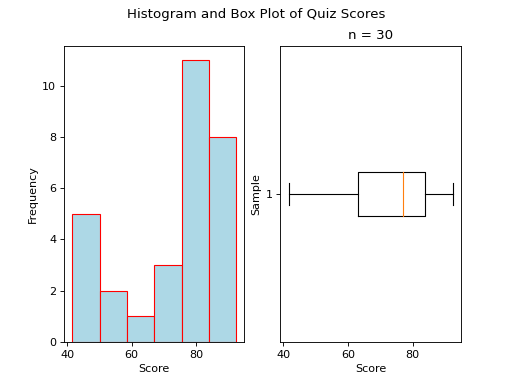 Histogram and Box Plot of Quiz Scores
n = 30
Frequency
10
8
6
4
2
0
40 60 80
Score
Sample
1
40 60 80
Score